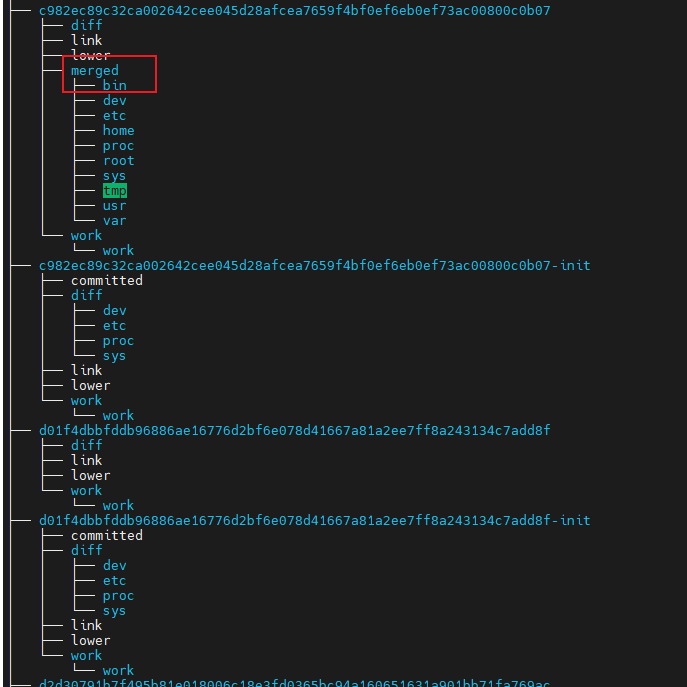 c982ec89c32ca002642cee045d28afcea7659f4bf0ef6eb0ef73ac00800c0b07
diff
link
lower
merged
bin
dev
etc
home
proc
root
sys
tmp
usr
var
work
work
c982ec89c32ca002642cee045d28afcea7659f4bf0ef6eb0ef73ac00800c0b07-init
committed
diff
dev
etc
proc
sys
link
lower
work
work
d01f4dbbfddb96886ae16776d2bf6e078d41667a81a2ee7ff8a243134c7add8f
diff
link
lower
work
work
d01f4dbbfddb96886ae16776d2bf6e078d41667a81a2ee7ff8a243134c7add8f-init
committed
diff
dev
etc
proc
sys
link
lower
work
work